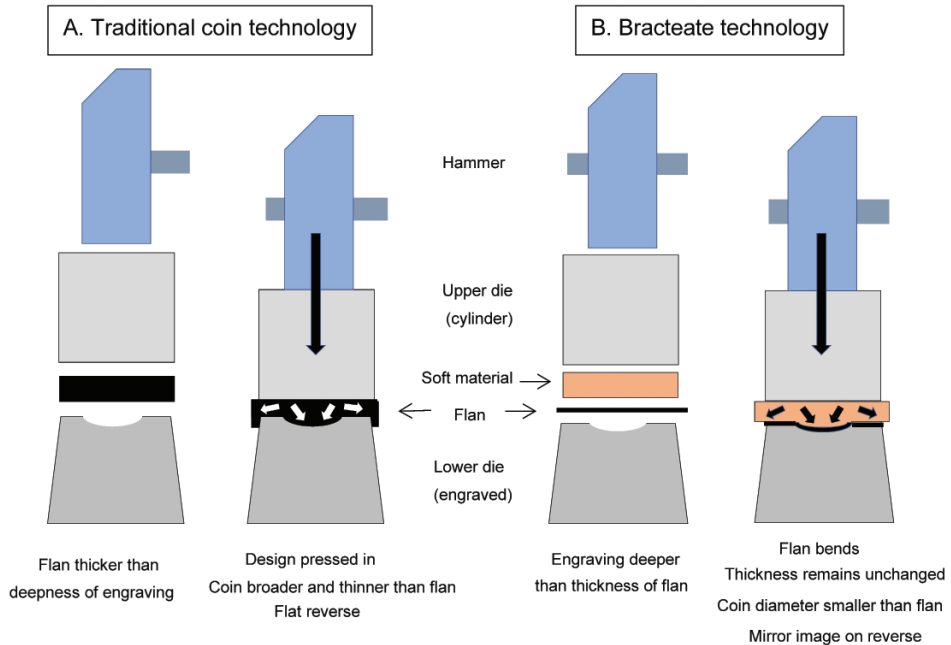 A. Traditional coin technology
B. Bracteate technology
Hammer
Upper die
(cylinder)
Soft material
Flan
Lower die
(engraved)
Flan thicker than
deepness of engraving
Design pressed in
Coin broader and thinner than flan
Flat reverse
Engraving deeper
than thickness of flan
Flan bends
Thickness remains unchanged
Coin diameter smaller than flan
Mirror image on reverse